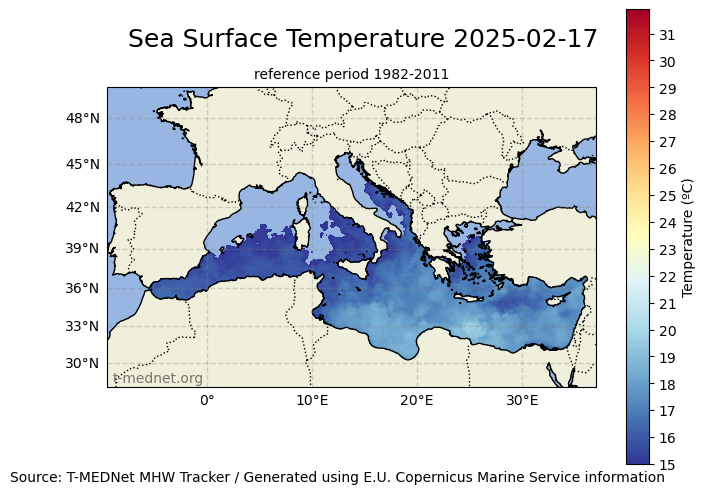 Sea Surface Temperature 2025-02-17
reference period 1982-2011
48°N
45°N
42°N
39°N
36°N
33°N
30°N
0°
10°E
20°E
30°E
t-mednet.org
31
30
29
28
27
26
25
24
23
22
21
20
19
18
17
16
15
Temperature (ºC)
Source: T-MEDNet MHW Tracker / Generated using E.U. Copernicus Marine Service information